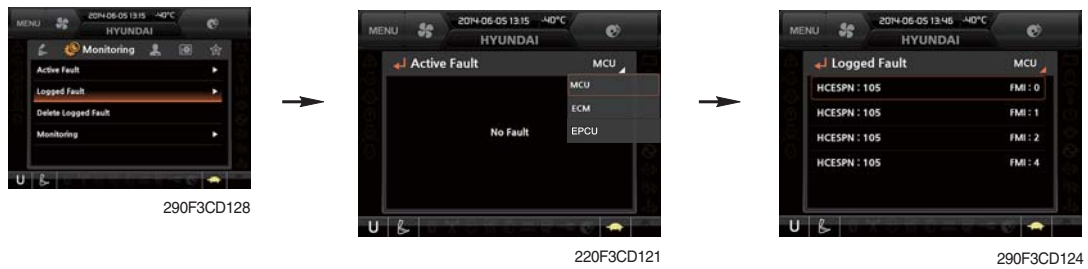 MENU
2014-06-05 13:15 -40°C
HYUNDAI
Monitoring
Active Fault
Logged Fault
Delete Logged Fault
Monitoring
U
290F3CD128
MENU
2014-06-05 13:15 -40°C
HYUNDAI
Active Fault MCU
MCU
ECM
EPCU
No Fault
U
220F3CD121
MENU
2014-06-05 13:46 -40°C
HYUNDAI
Logged Fault MCU
HCESPN : 105 FMI : 0
HCESPN : 105 FMI : 1
HCESPN : 105 FMI : 2
HCESPN : 105 FMI : 4
U
290F3CD124